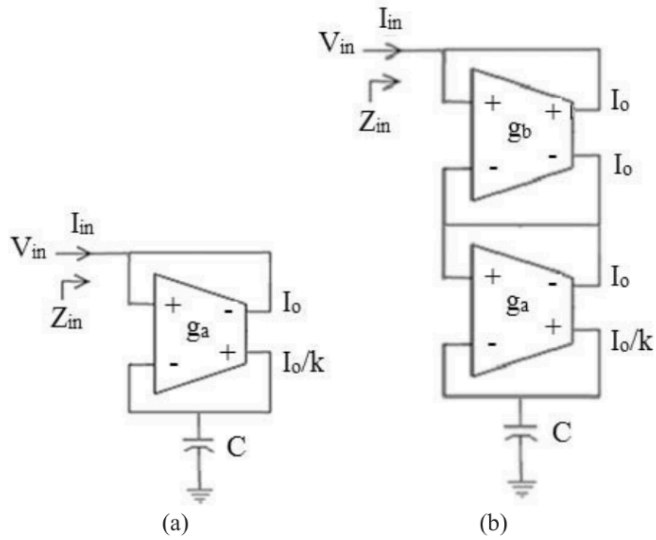 Iin
Vin
Zin
+
-
gb
+
-
Io
Io
+
-
ga
-
+
Io
Io/k
C
(b)
Iin
Vin
Zin
+
-
ga
-
+
Io
Io/k
C
(a)